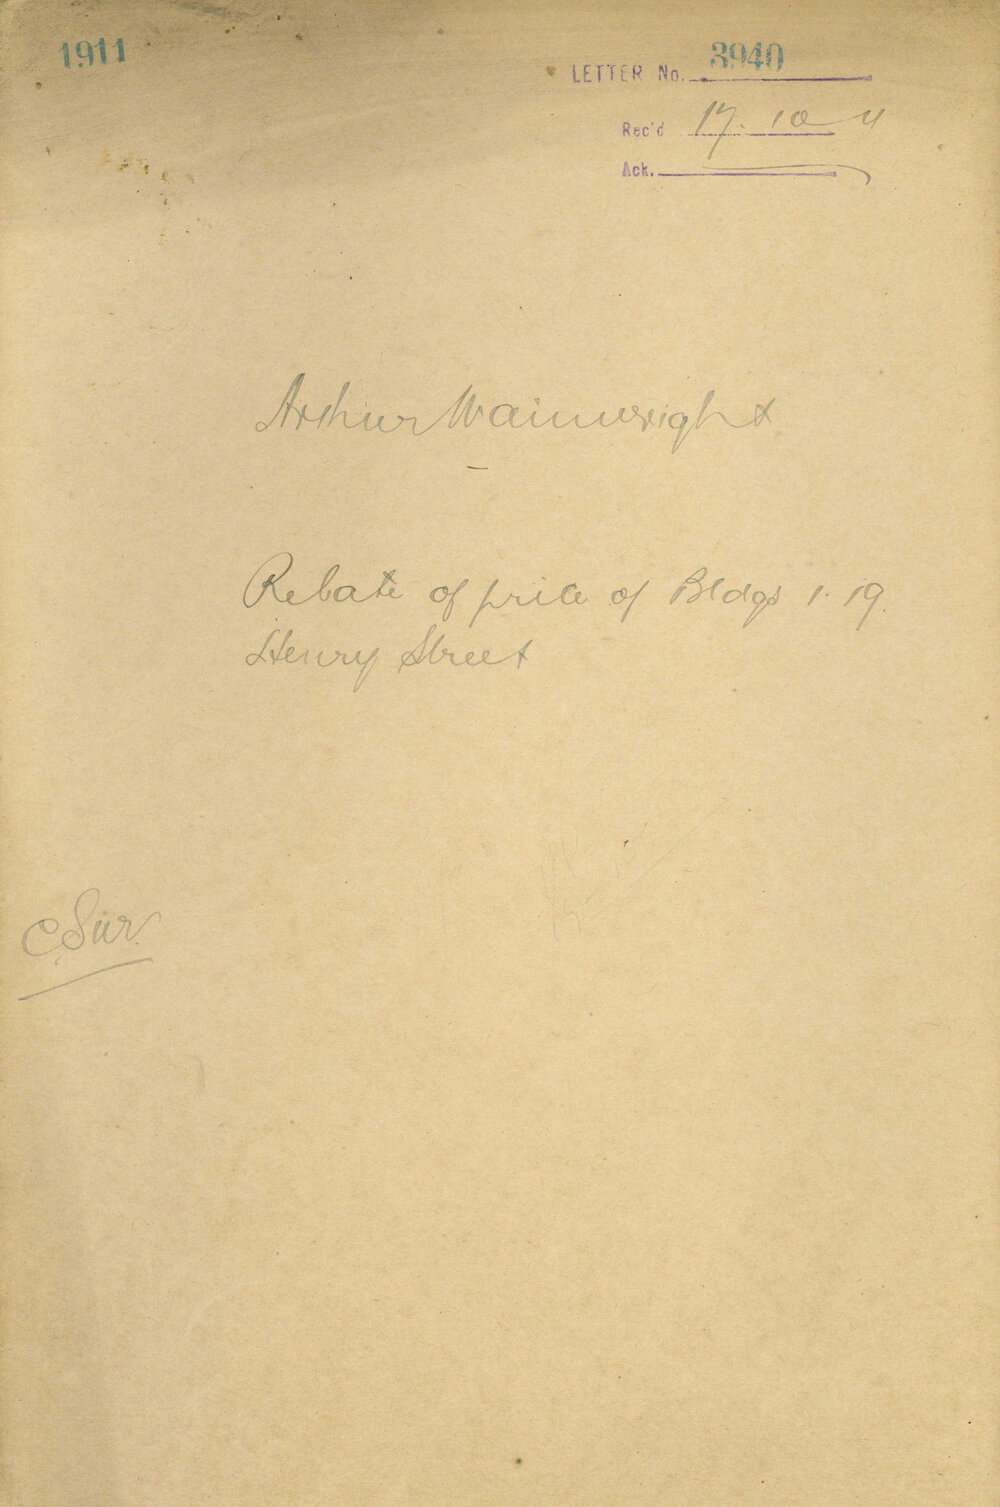 1911
LETTER No. 3940
Rec'd 17. 10 11
Ack.
Arthur Wainwright
Rebate of price of Bldgs 1. 19.
Henry Street
C Sur.